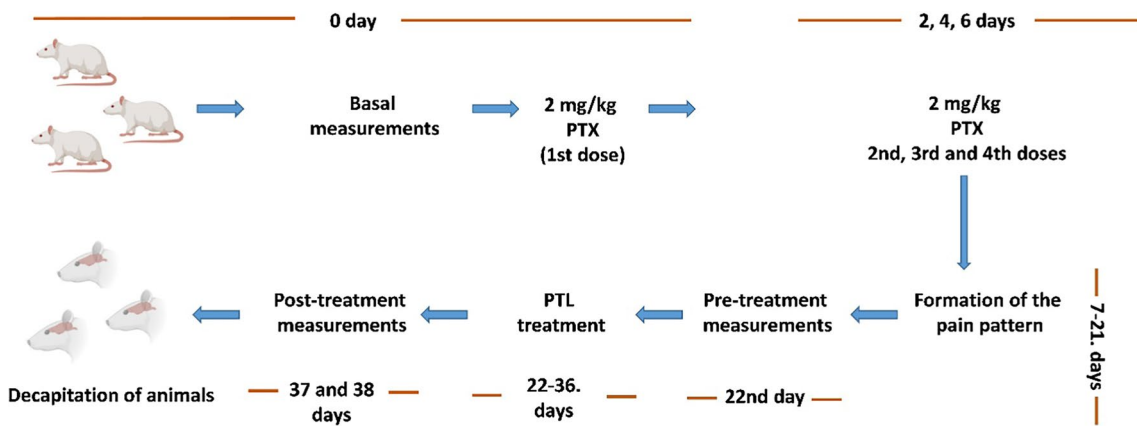 0 day
2, 4, 6 days
Basal
measurements
2 mg/kg
PTX
(1st dose)
2 mg/kg
PTX
2nd, 3rd and 4th doses
Formation of the
pain pattern
7-21. days
Pre-treatment
measurements
22nd day
PTL
treatment
22-36.
days
Post-treatment
measurements
37 and 38
days
Decapitation of animals